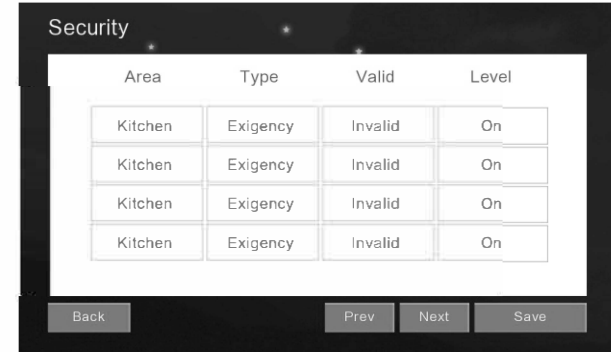 Security
Area Type Valid Level
Kitchen Exigency Invalid On
Kitchen Exigency Invalid On
Kitchen Exigency Invalid On
Kitchen Exigency Invalid On
Back Prev Next Save